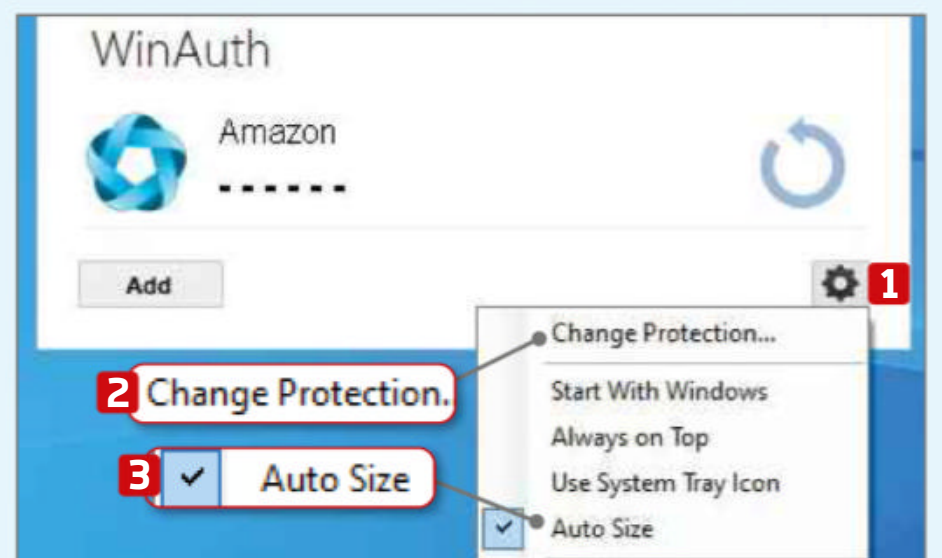 WinAuth
Amazon
------
Add
1
Change Protection...
2 Change Protection.
Start With Windows
Always on Top
3 Auto Size
Use System Tray Icon
Auto Size